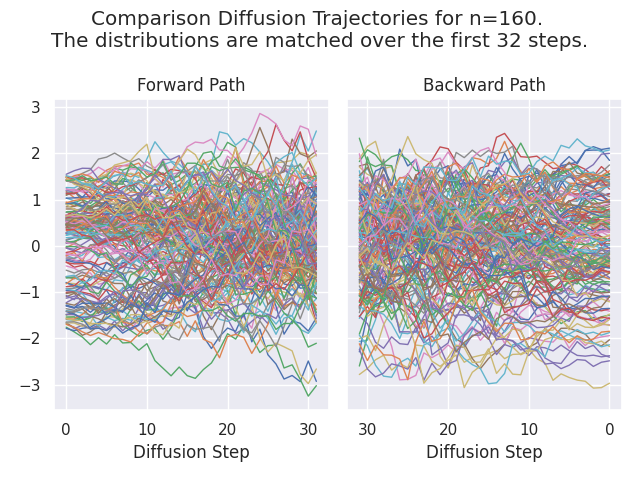 Comparison Diffusion Trajectories for n=160.
The distributions are matched over the first 32 steps.
Forward Path
Backward Path
3
2
1
0
−1
−2
−3
0 10 20 30
30 20 10 0
Diffusion Step
Diffusion Step